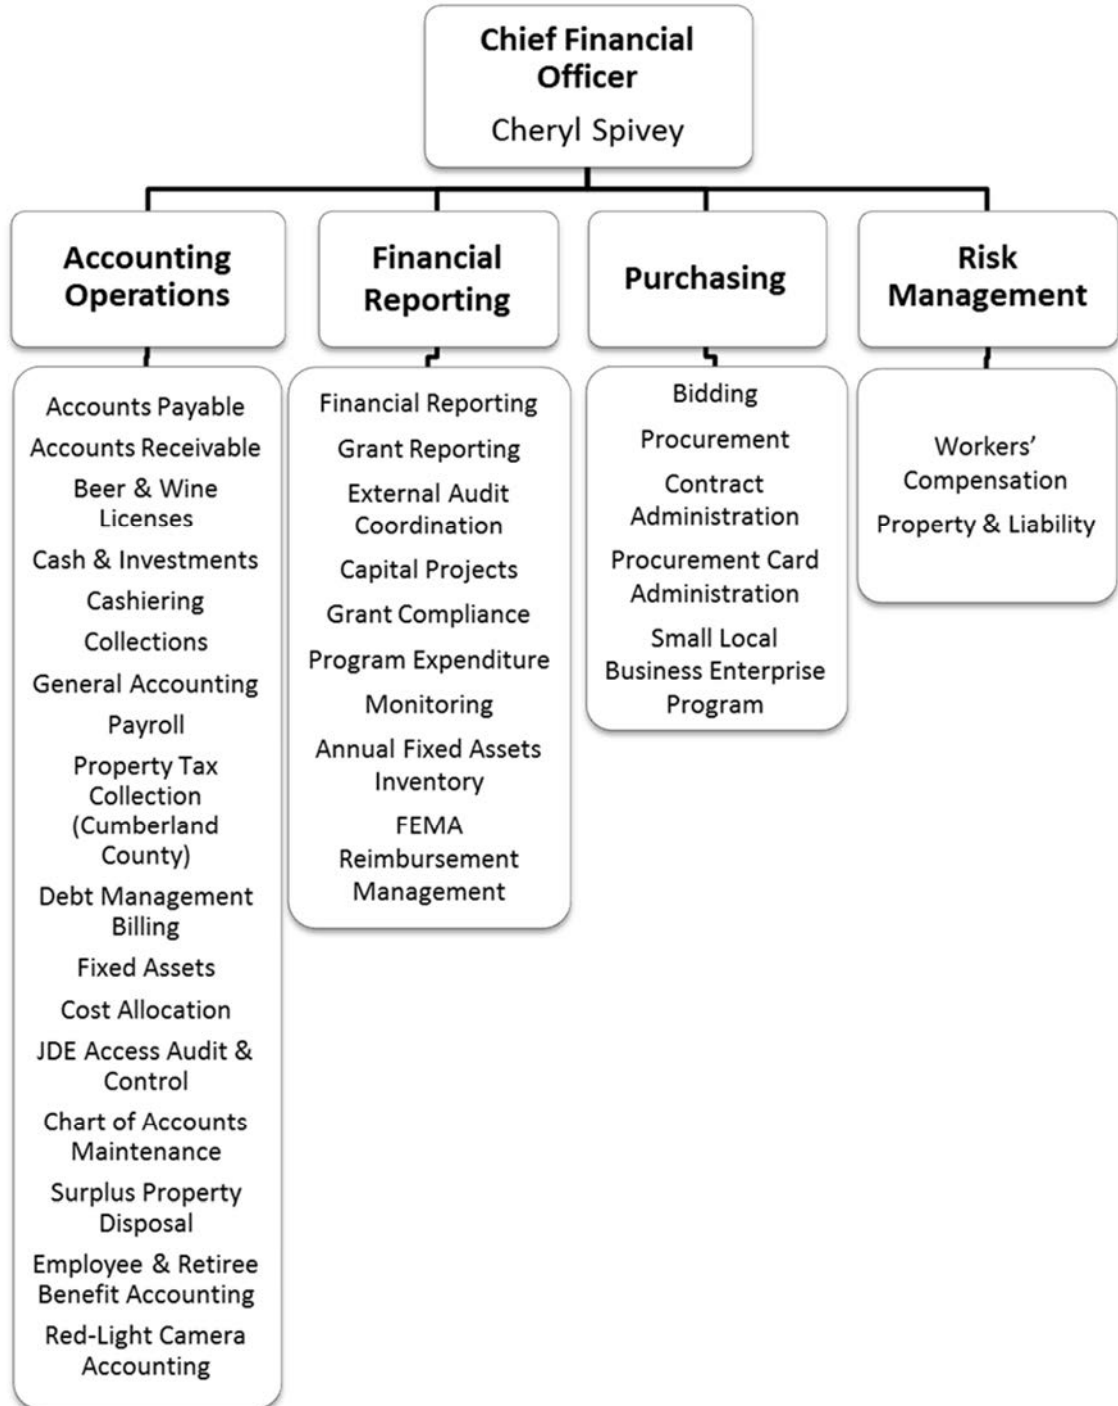 Chief Financial
Officer
Cheryl Spivey
Accounting
Operations
Financial
Reporting
Purchasing
Risk
Management
Accounts Payable
Accounts Receivable
Beer & Wine
Licenses
Cash & Investments
Cashiering
Collections
General Accounting
Payroll
Property Tax
Collection
(Cumberland
County)
Debt Management
Billing
Fixed Assets
Cost Allocation
JDE Access Audit &
Control
Chart of Accounts
Maintenance
Surplus Property
Disposal
Employee & Retiree
Benefit Accounting
Red-Light Camera
Accounting
Financial Reporting
Grant Reporting
External Audit
Coordination
Capital Projects
Grant Compliance
Program Expenditure
Monitoring
Annual Fixed Assets
Inventory
FEMA
Reimbursement
Management
Bidding
Procurement
Contract
Administration
Procurement Card
Administration
Small Local
Business Enterprise
Program
Workers’
Compensation
Property & Liability